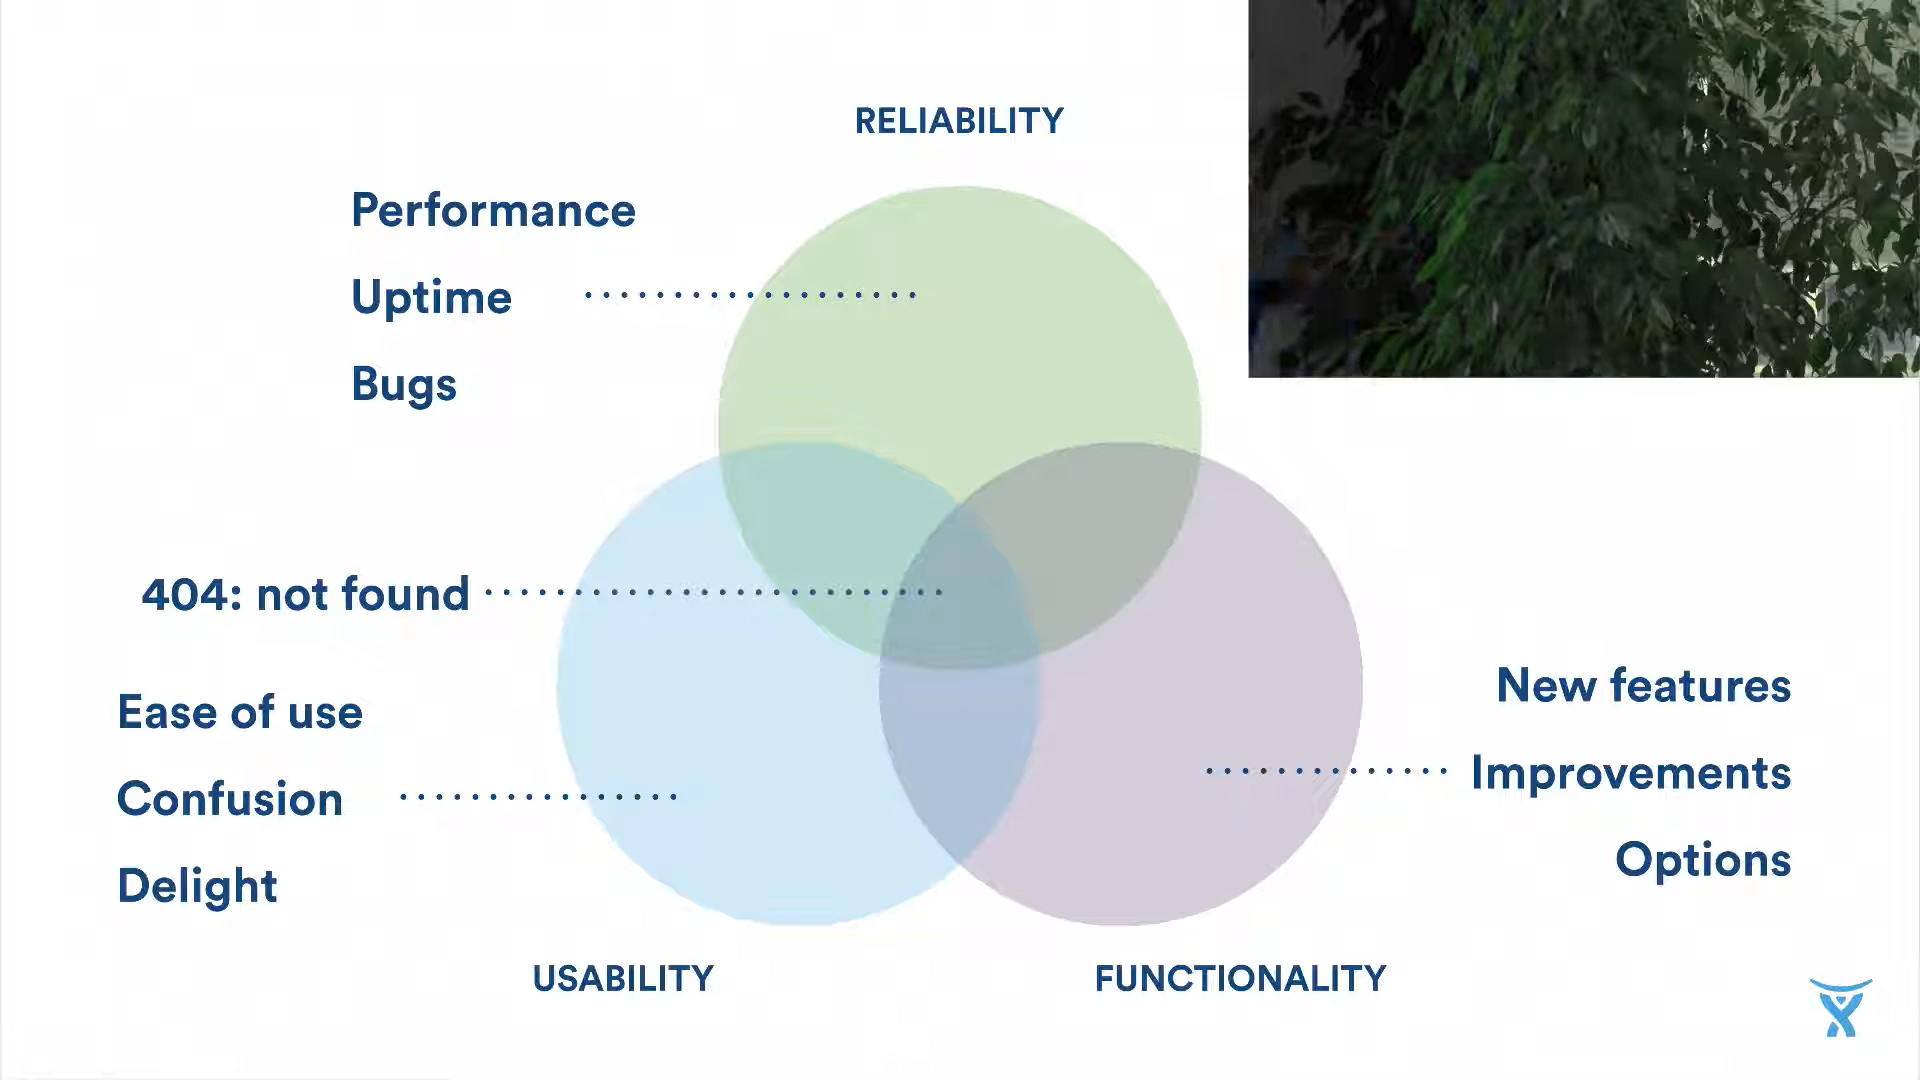 RELIABILITY
Performance
Uptime
Bugs
404: not found
Ease of use
Confusion
Delight
New features
Improvements
Options
USABILITY
FUNCTIONALITY